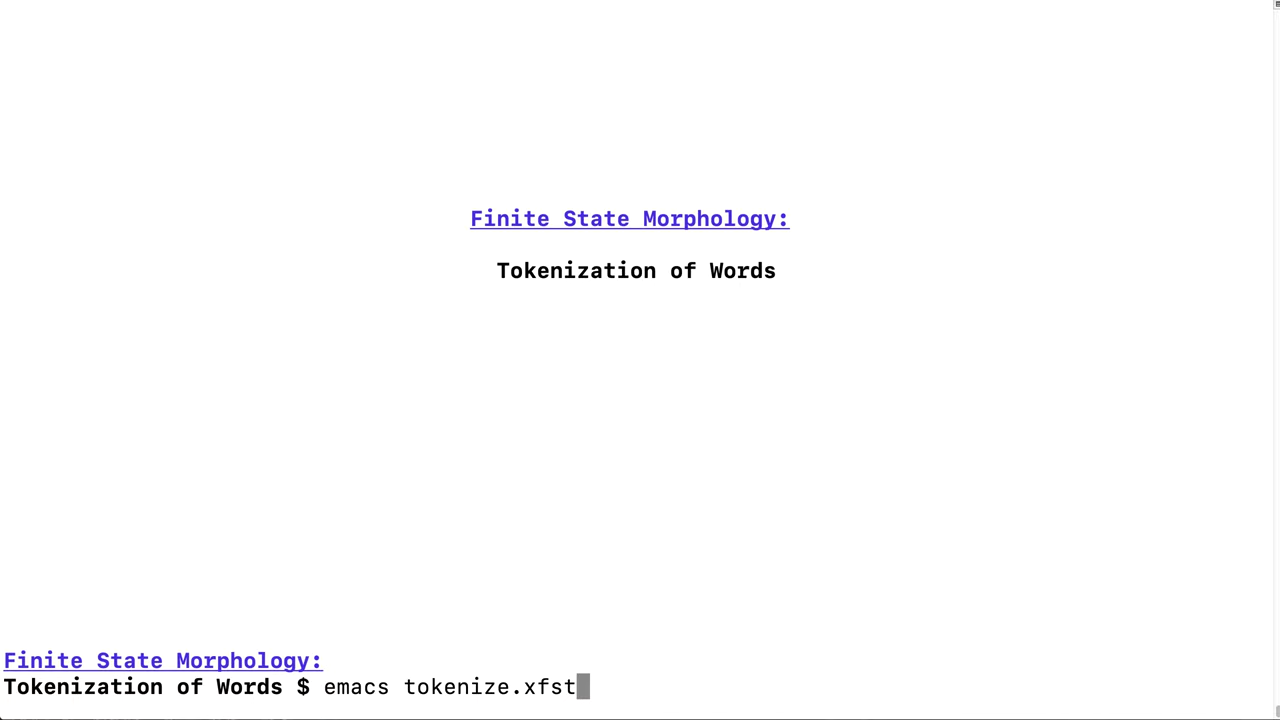 Finite State Morphology:
Tokenization of Words
Finite State Morphology:
Tokenization of Words $ emacs tokenize.xfst